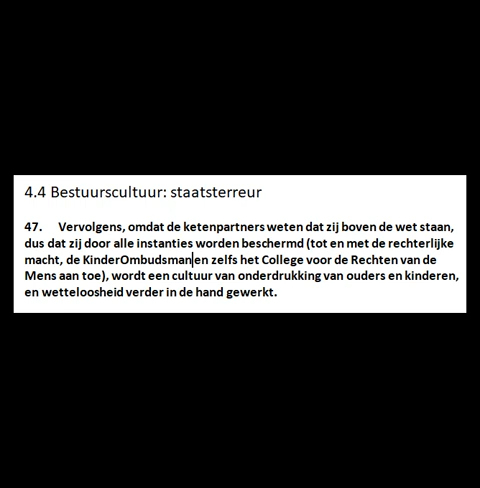 4.4 Bestuurscultuur: staatsterreur
47. Vervolgens, omdat de ketenpartners weten dat zij boven de wet staan,
dus dat zij door alle instanties worden beschermd (tot en met de rechterlijke
macht, de KinderOmbudsman en zelfs het College voor de Rechten van de
Mens aan toe), wordt een cultuur van onderdrukking van ouders en kinderen,
en wetteloosheid verder in de hand gewerkt.